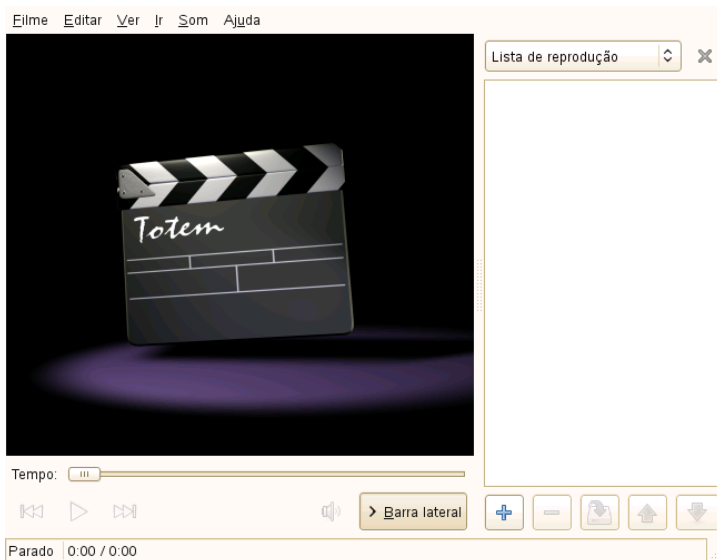 Filme Editar Ver Ir Som Ajuda
Lista de reprodução
Totem
Tempo:
Barra lateral
Parado 0:00 / 0:00